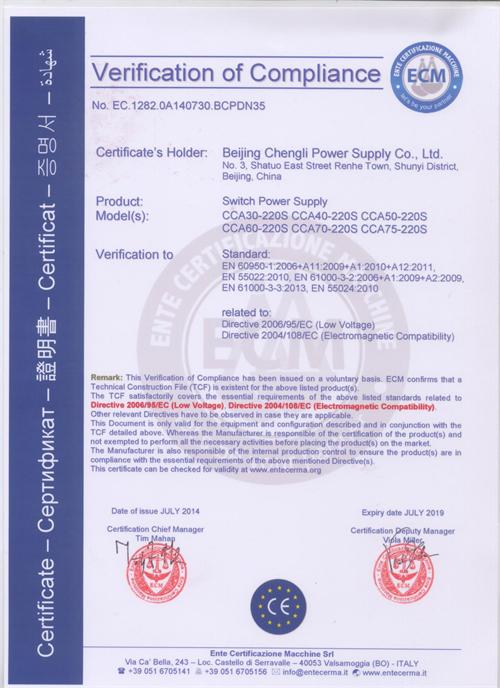 Certificate – Сертификат – 證明書 – Certificat – 증명서 – شهادة
Verification of Compliance
ENTE CERTIFICAZIONE MACCHINE
ECM
let's be your partner
No. EC.1282.0A140730.BCPDN35
Certificate's Holder: Beijing Chengli Power Supply Co., Ltd.
No. 3, Shatuo East Street Renhe Town, Shunyi District,
Beijing, China
Product: Switch Power Supply
Model(s): CCA30-220S CCA40-220S CCA50-220S
CCA60-220S CCA70-220S CCA75-220S
Verification to Standard:
EN 60950-1:2006+A11:2009+A1:2010+A12:2011,
EN 55022:2010, EN 61000-3-2:2006+A1:2009+A2:2009,
EN 61000-3-3:2013, EN 55024:2010
related to:
Directive 2006/95/EC (Low Voltage)
Directive 2004/108/EC (Electromagnetic Compatibility)
ENTE CERTIFICAZIONE MACCHINE
ECM
Remark: This Verification of Compliance has been issued on a voluntary basis. ECM confirms that a
Technical Construction File (TCF) is existent for the above listed product(s).
The TCF satisfactorily covers the essential requirements of the above listed standards related to
Directive 2006/95/EC (Low Voltage), Directive 2004/108/EC (Electromagnetic Compatibility).
Other relevant Directives have to be observed in case they are applicable.
This Document is only valid for the equipment and configuration described and in conjunction with the
TCF detailed above. Whereas the Manufacturer is responsible of the certification of the product(s) and
not exempted to perform all the necessary activities before placing the product(s) on the market.
The Manufacturer is also responsible of the internal production control to ensure the product(s) are in
compliance with the essential requirements of the above mentioned Directive(s).
This certificate can be checked for validity at www.entecerma.org
Date of issue JULY 2014
Expiry date JULY 2019
Certification Chief Manager
Tim Mahan
Certification Deputy Manager
Viola Miller
ECM
ECM
CE
Ente Certificazione Macchine Srl
Via Ca' Bella, 243 – Loc. Castello di Serravalle – 40053 Valsamoggia (BO) - ITALY
☎ +39 051 6705141 +39 051 6705156 ✉ info@entecerma.it www.entecerma.it